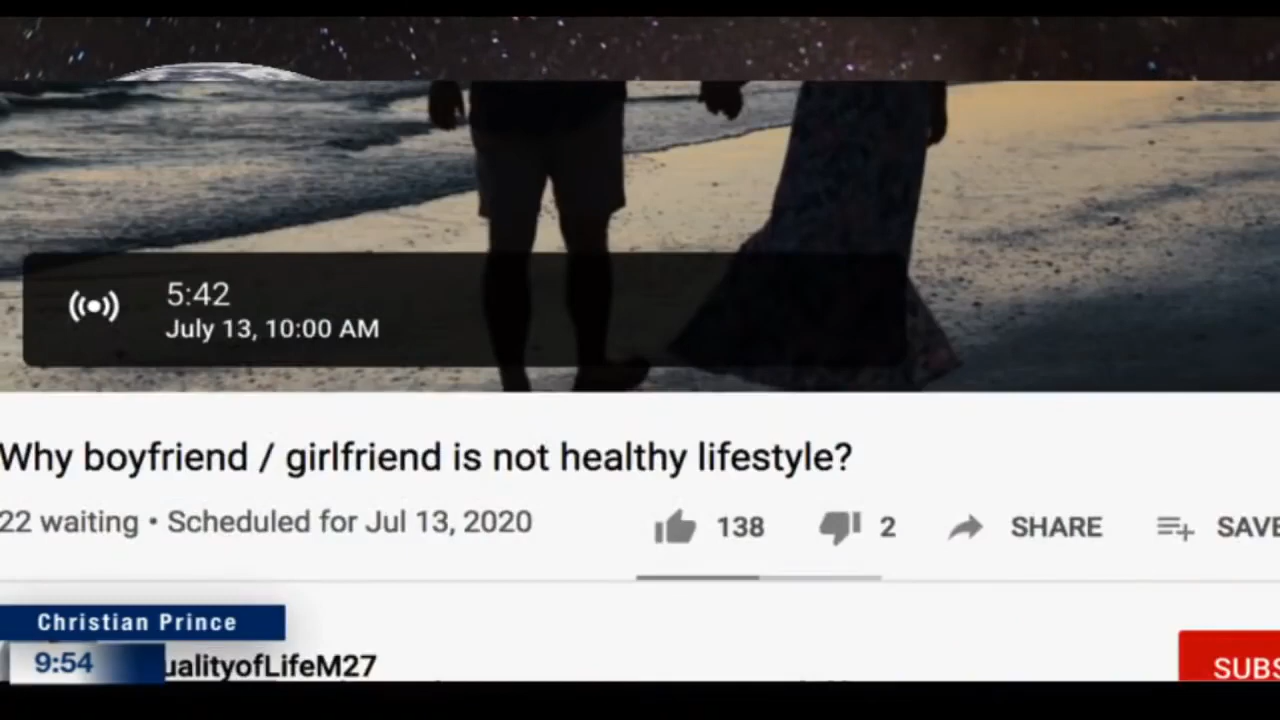 5:42
July 13, 10:00 AM
Why boyfriend / girlfriend is not healthy lifestyle?
22 waiting • Scheduled for Jul 13, 2020
138 2 SHARE SAVE
Christian Prince
9:54 ualityofLifeM27
SUBS